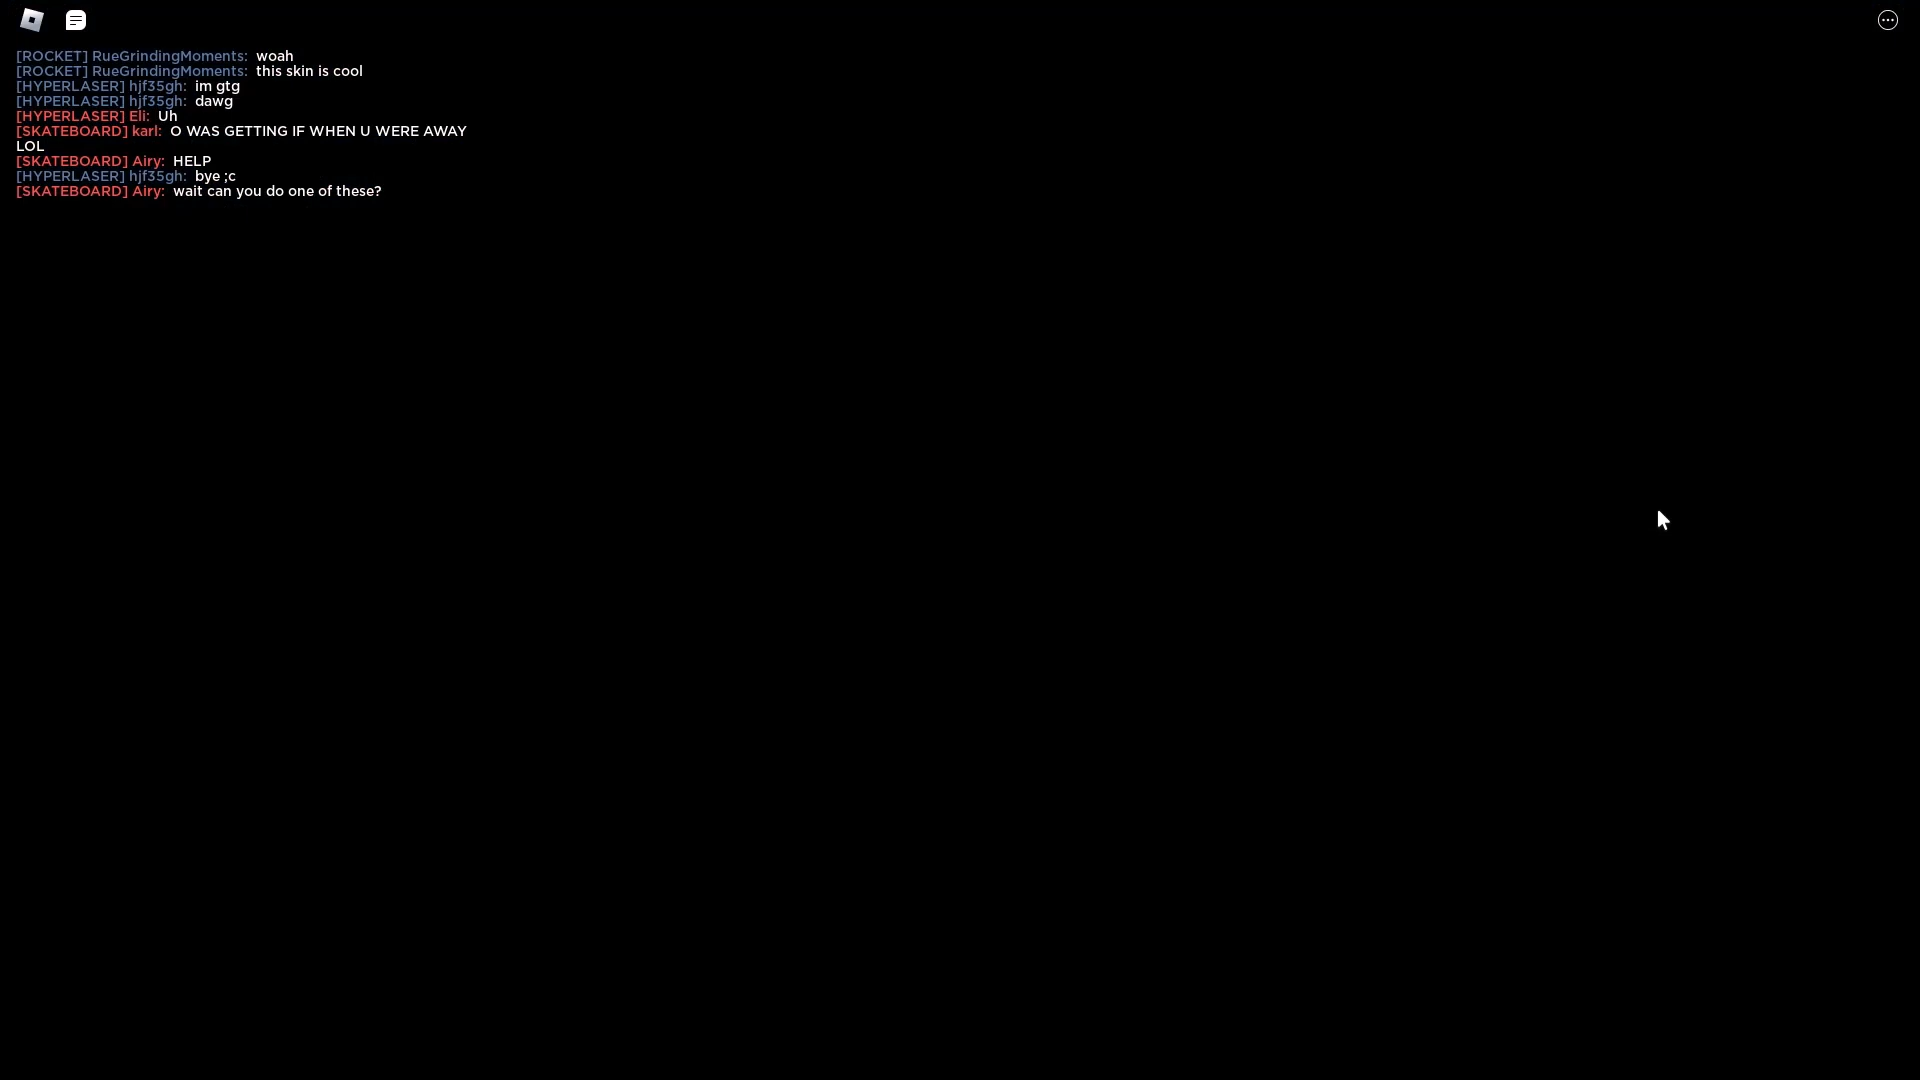 [ROCKET] RueGrindingMoments: woah
[ROCKET] RueGrindingMoments: this skin is cool
[HYPERLASER] hjf35gh: im gtg
[HYPERLASER] hjf35gh: dawg
[HYPERLASER] Eli: Uh
[SKATEBOARD] karl: O WAS GETTING IF WHEN U WERE AWAY
LOL
[SKATEBOARD] Airy: HELP
[HYPERLASER] hjf35gh: bye ;c
[SKATEBOARD] Airy: wait can you do one of these?